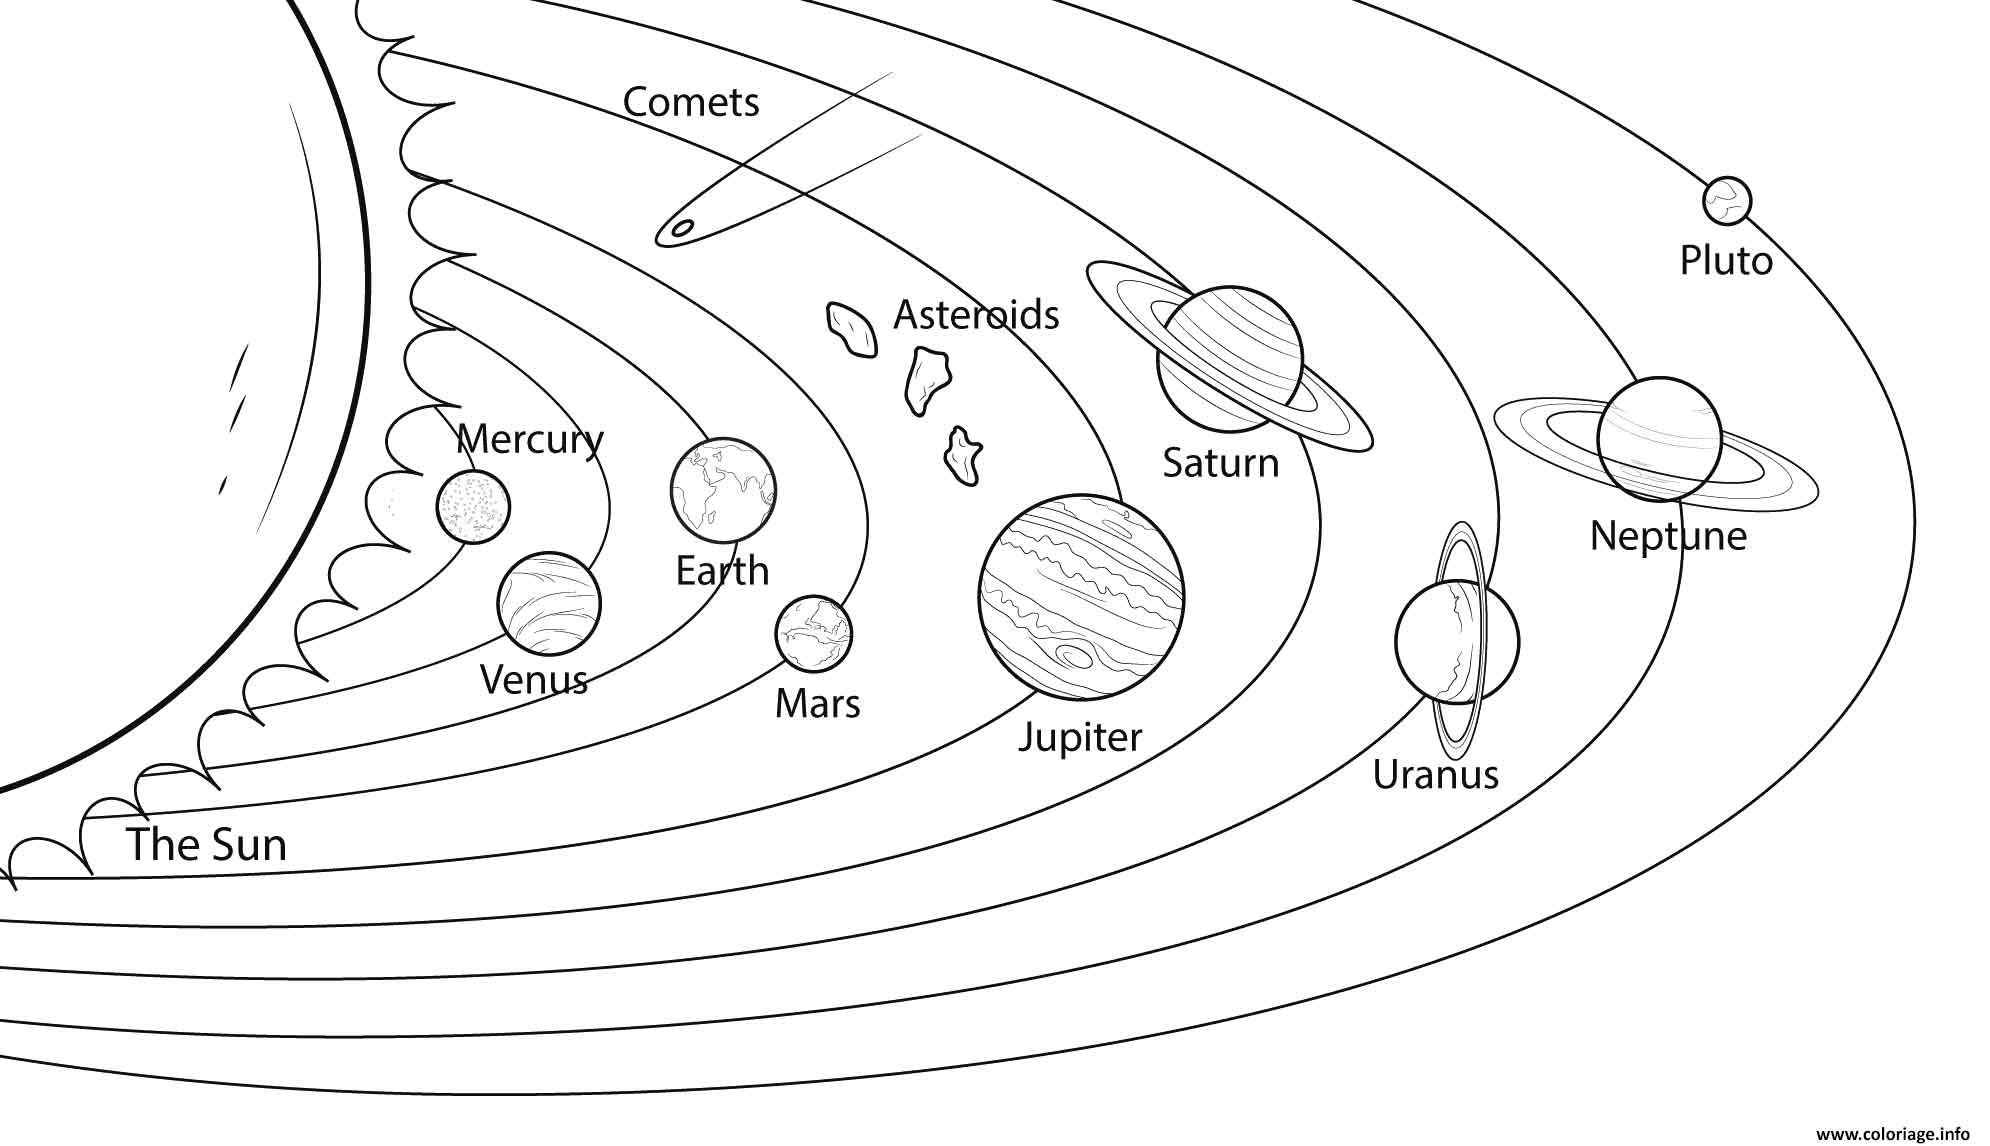 Comets
Pluto
Asteroids
Mercury
Saturn
Neptune
Earth
Venus
Mars
Jupiter
Uranus
The Sun
www.coloriage.info